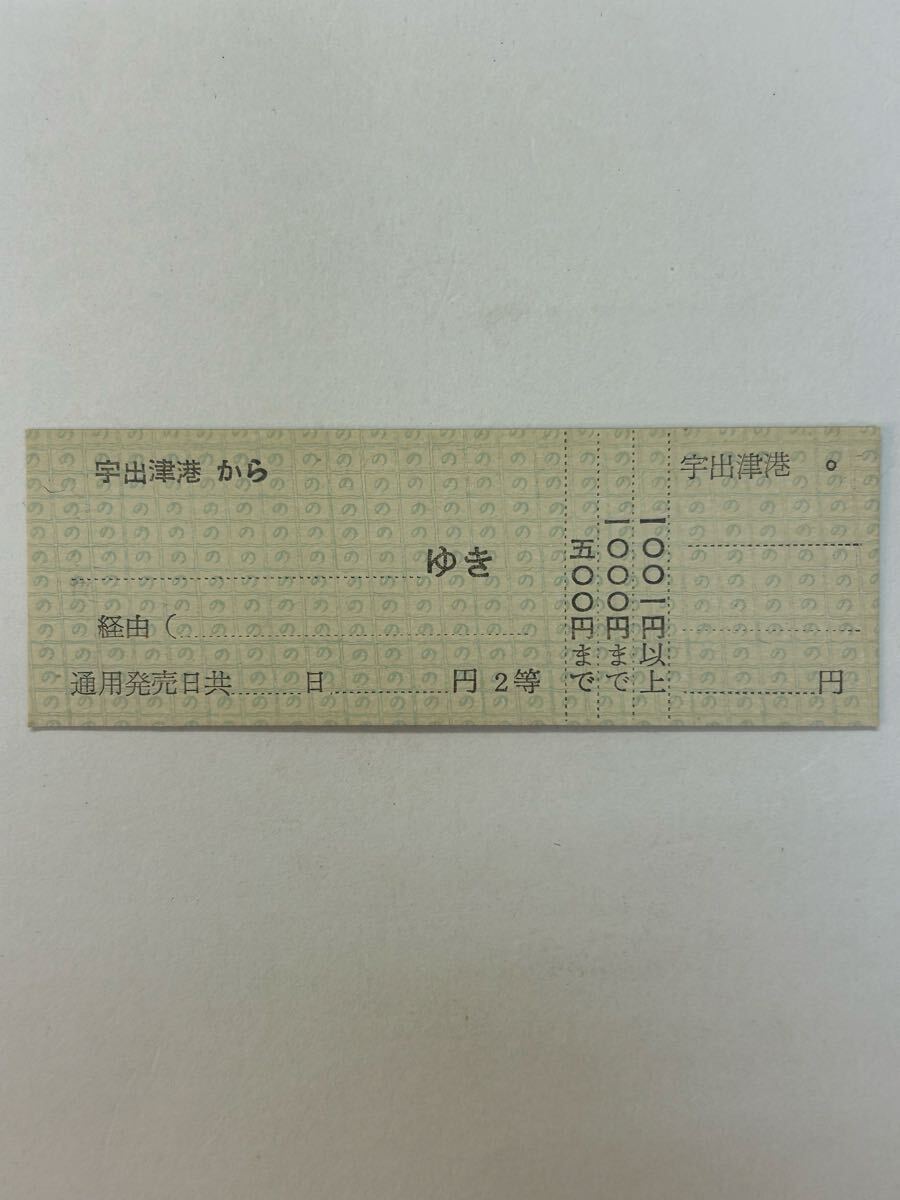 宇出津港 から
ゆき
経由 (
通用発売日共 日 円 2等
五〇〇円まで
一〇〇〇円まで
一〇〇一円以上
宇出津港 。
円